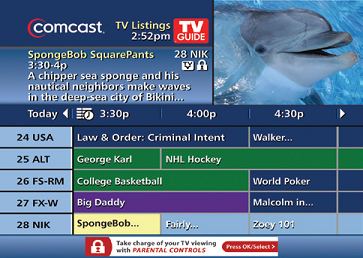 comcast TV Listings TV GUIDE
2:52pm
SpongeBob SquarePants 28 NIK
3:30-4p
A chipper sea sponge and his
nautical neighbors make waves
in the deep-sea city of Bikini...
Today 3:30p 4:00p 4:30p
24 USA Law & Order: Criminal Intent Walker...
25 ALT George Karl NHL Hockey
26 FS-RM College Basketball World Poker
27 FX-W Big Daddy Malcolm in...
28 NIK SpongeBob... Fairly... Zoey 101
Take charge of your TV viewing
with PARENTAL CONTROLS Press OK/Select >